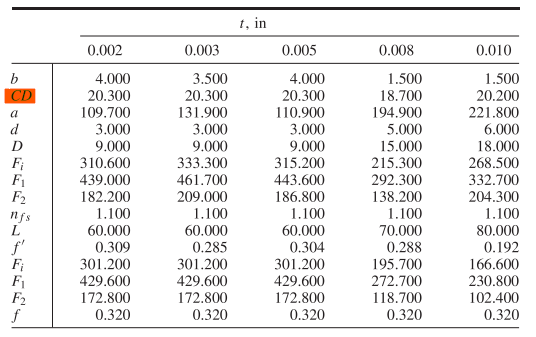 t, in
0.002 0.003 0.005 0.008 0.010
b 4.000 3.500 4.000 1.500 1.500
CD 20.300 20.300 20.300 18.700 20.200
a 109.700 131.900 110.900 194.900 221.800
d 3.000 3.000 3.000 5.000 6.000
D 9.000 9.000 9.000 15.000 18.000
Fi 310.600 333.300 315.200 215.300 268.500
F1 439.000 461.700 443.600 292.300 332.700
F2 182.200 209.000 186.800 138.200 204.300
nfs 1.100 1.100 1.100 1.100 1.100
L 60.000 60.000 60.000 70.000 80.000
f′ 0.309 0.285 0.304 0.288 0.192
Fi 301.200 301.200 301.200 195.700 166.600
F1 429.600 429.600 429.600 272.700 230.800
F2 172.800 172.800 172.800 118.700 102.400
f 0.320 0.320 0.320 0.320 0.320